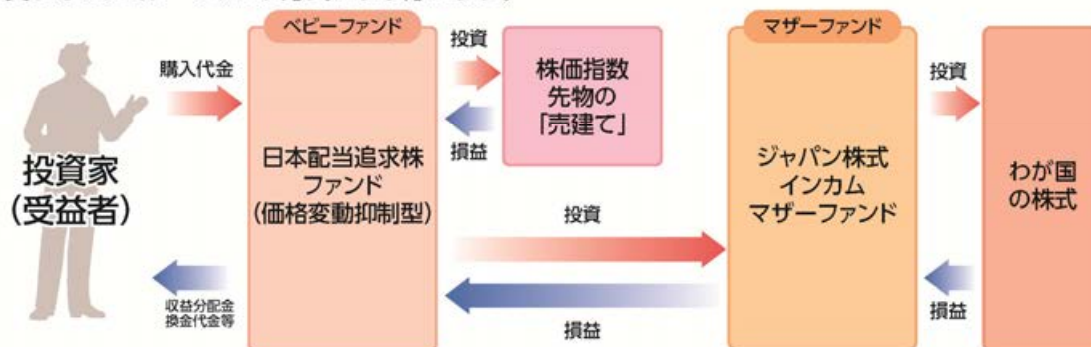 ベビーファンド
マザーファンド
購入代金
投資
株価指数
先物の
「売建て」
損益
投資
投資家
(受益者)
日本配当追求株
ファンド
(価格変動抑制型)
ジャパン株式
インカム
マザーファンド
わが国
の株式
投資
収益分配金
換金代金等
損益
損益